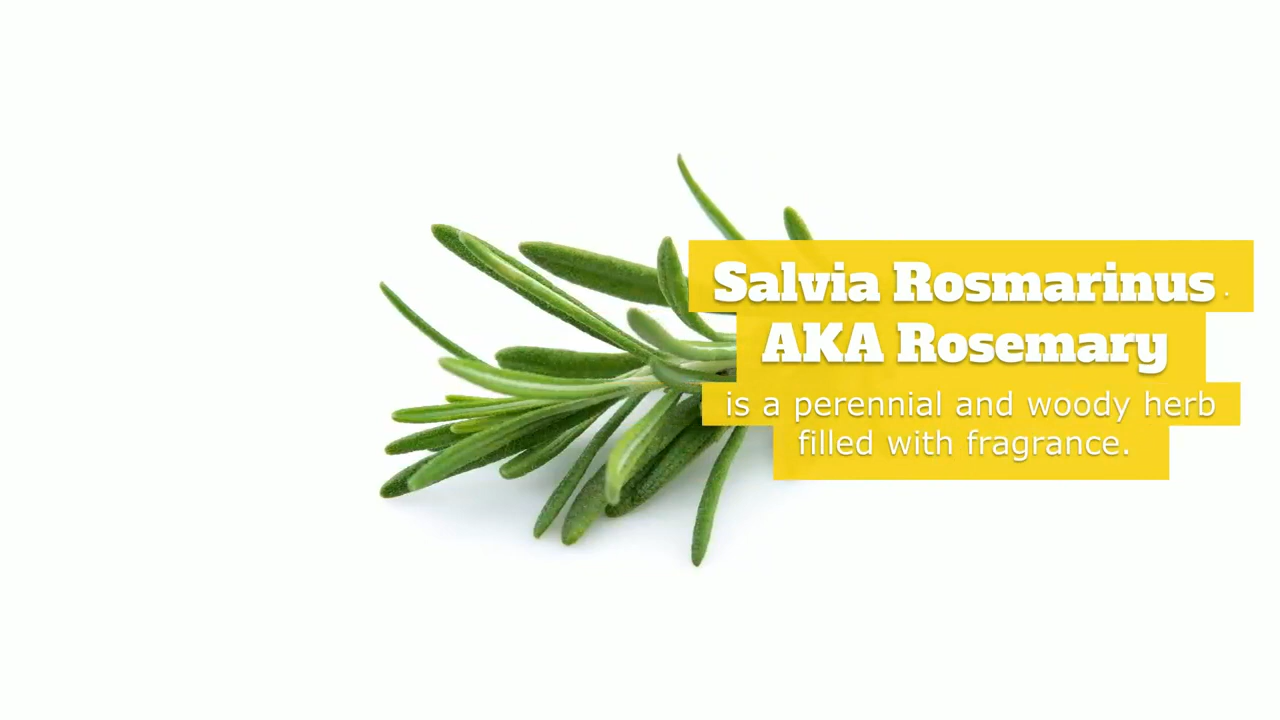 Salvia Rosmarinus .
AKA Rosemary
is a perennial and woody herb
filled with fragrance.